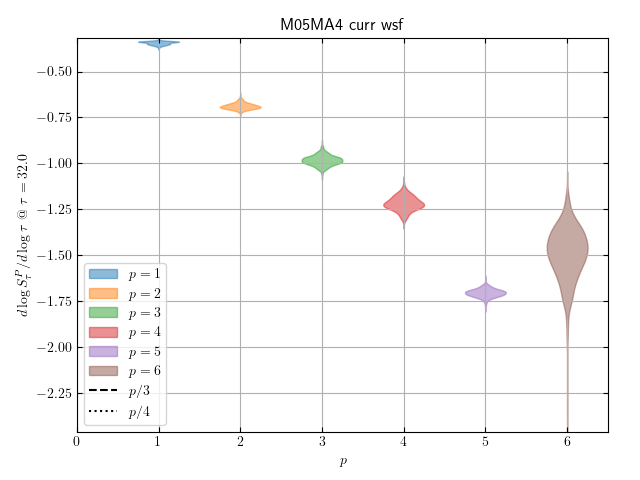 M05MA4 curr wsf
d log S_τ^p / d log τ @ τ = 32.0
−0.50
−0.75
−1.00
−1.25
−1.50
−1.75
−2.00
−2.25
p = 1
p = 2
p = 3
p = 4
p = 5
p = 6
p/3
p/4
0 1 2 3 4 5 6
p